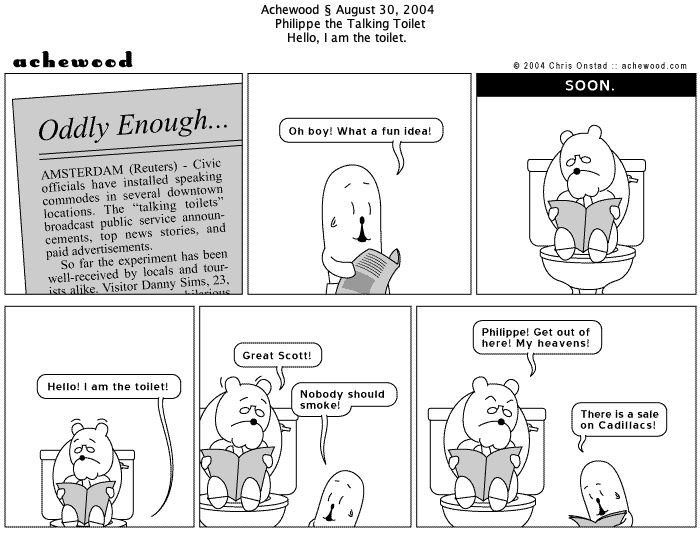 Achewood § August 30, 2004
Philippe the Talking Toilet
Hello, I am the toilet.
achewood
© 2004 Chris Onstad :: achewood.com
Oddly Enough...
AMSTERDAM (Reuters) - Civic
officials have installed speaking
commodes in several downtown
locations. The “talking toilets”
broadcast public service announ-
cements, top news stories, and
paid advertisements.
So far the experiment has been
well-received by locals and tour-
ists alike. Visitor Danny Sims, 23,
hilarious
Oh boy! What a fun idea!
SOON.
Hello! I am the toilet!
Great Scott!
Nobody should
smoke!
Philippe! Get out of
here! My heavens!
There is a sale
on Cadillacs!